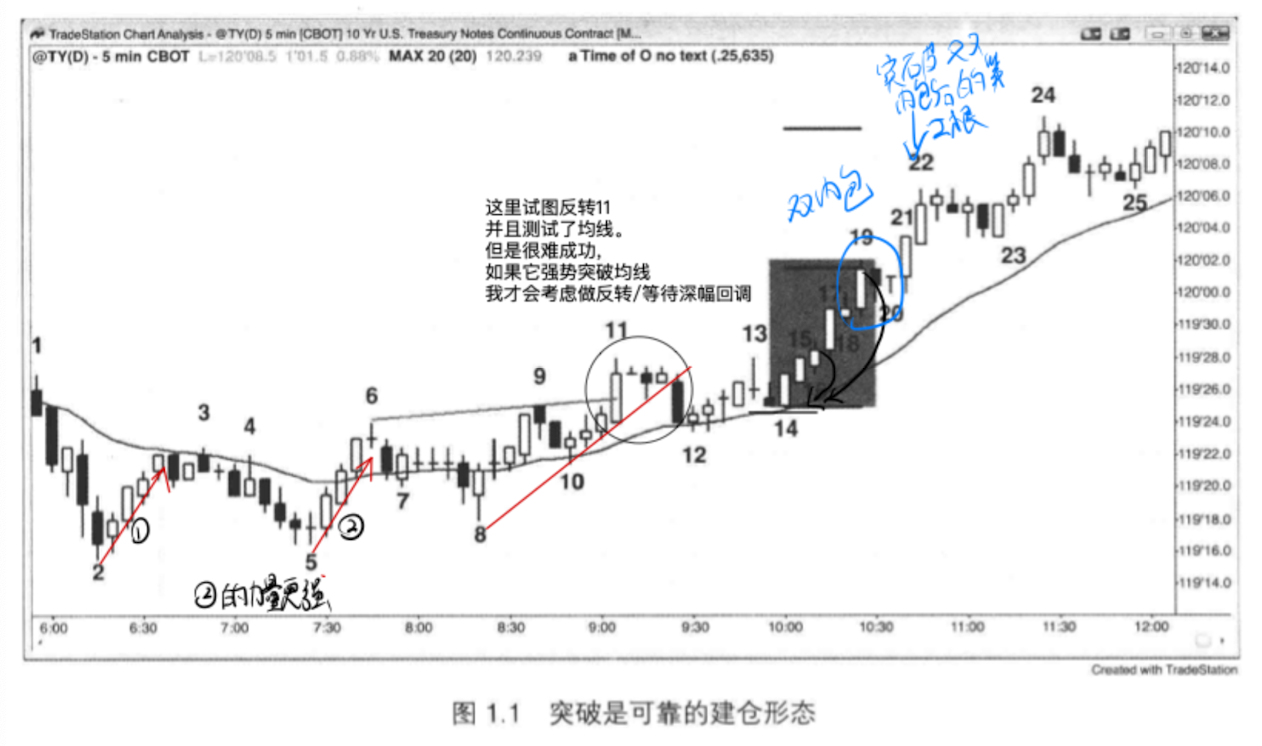 TradeStation Chart Analysis - @TY(D) 5 min [CBOT] 10 Yr U.S. Treasury Notes Continuous Contract [M...
@TY(D) - 5 min CBOT L=120'08.5 1'01.5 0.88% MAX 20 (20) 120.239 a Time of O no text (.25,635)
120'14.0
120'12.0
120'10.0
120'08.0
120'06.0
120'04.0
120'02.0
120'00.0
119'30.0
119'28.0
119'26.0
119'24.0
119'22.0
119'20.0
119'18.0
119'16.0
119'14.0
突破双
内包后的第
一根
双内包
这里试图反转11
并且测试了均线。
但是很难成功，
如果它强势突破均线
我才会考虑做反转/等待深幅回调
1
2
3
4
5
6
7
8
9
10
11
12
13
14
15
17
18
19
20
21
22
23
24
25
①
②
②的力量更强
6:00 6:30 7:00 7:30 8:00 8:30 9:00 9:30 10:00 10:30 11:00 11:30 12:00
Created with TradeStation
图 1.1 突破是可靠的建仓形态